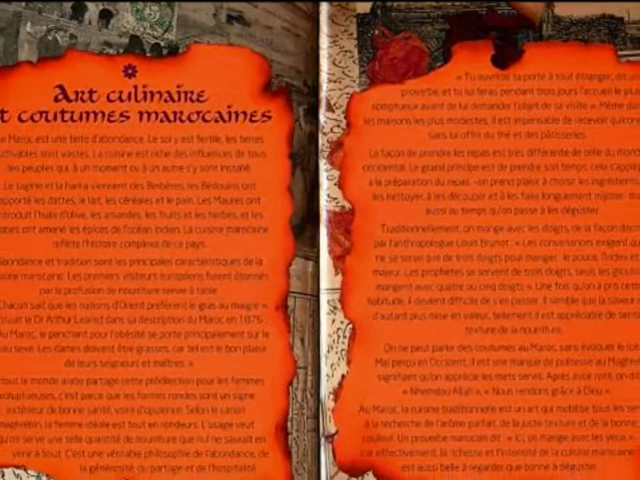 Art culinaire
t coutumes marocaines
e Maroc est une terre d'abondance. Le sol y est fertile, les terres
ultivables sont vastes. La cuisine est riche des influences de tous
les peuples qui, à un moment ou à un autre s'y sont installé.
Le tagine et la harira viennent des Berbères, les Bédouins ont
apporté les dattes, le lait, les céréales et le pain. Les Maures ont
ntroduit l'huile d'olive, les amandes, les fruits et les herbes, et les
rabes ont amené les épices de l'océan Indien. La cuisine marocaine
reflète l'histoire complexe de ce pays.
bondance et tradition sont les principales caractéristiques de la
isine marocaine. Les premiers visiteurs européens furent étonnés
par la profusion de nourriture servie à table.
Chacun sait que les nations d'Orient préfèrent le gras au maigre »
crivait le Dr Arthur Leared dans sa description du Maroc en 1876.
Au Maroc, le penchant pour l'obésité se porte principalement sur le
au sexe. Les dames doivent être grasses, car tel est le bon plaisir
de leurs seigneurs et maîtres. »
tout le monde arabe partage cette prédilection pour les femmes
voluptueuses, c'est parce que les formes rondes sont un signe
extérieur de bonne santé, voire d'opulence. Selon le canon
maghrébin, la femme idéale est tout en rondeurs. L'usage veut
qu'on serve une telle quantité de nourriture que nul ne saurait en
venir à bout. C'est une véritable philosophie de l'abondance, de
la générosité, du partage et de l'hospitalité.
« Tu ouvriras ta porte à tout étranger, dit un
proverbe, et tu lui feras pendant trois jours l'accueil le plus
somptueux avant de lui demander l'objet de sa visite ». Même da
les maisons les plus modestes, il est impensable de recevoir quiconq
sans lui offrir du thé et des pâtisseries.
La façon de prendre les repas est très différente de celle du monde
occidental. Le grand principe est de prendre son temps, cela s'appli
à la préparation du repas, on prend plaisir à choisir les ingrédients
les nettoyer, à les découper et à les faire longuement mijoter
aussi au temps qu'on passe à les déguster.
Traditionnellement, on mange avec les doigts, de la façon décrit
par l'anthropologue Louis Brunot : « Les convenances exigent q
ne se serve que de trois doigts pour manger : le pouce, l'index et
majeur. Les prophètes se servent de trois doigts, seuls les glout
mangent avec quatre ou cinq doigts. » Une fois qu'on a pris cette
habitude, il devient difficile de s'en passer. Il semble que la saveur
d'autant plus mise en valeur, tellement il est appréciable de sentir
texture de la nourriture.
On ne peut parler des coutumes au Maroc, sans évoquer le rot
Mal perçu en Occident, il est une marque de politesse au Maghre
signifiant qu'on apprécie les mets servis. Après avoir roté, on dit
« Nhemdou Allah », « Nous rendons grâce à Dieu ».
Au Maroc, la cuisine traditionnelle est un art qui mobilise tous les se
à la recherche de l'arôme parfait, de la juste texture et de la bonne
couleur. Un proverbe marocain dit : « Ici, on mange avec les yeux »
car effectivement, la richesse et l'intensité de la cuisine marocaine
est aussi belle à regarder que bonne à déguster.